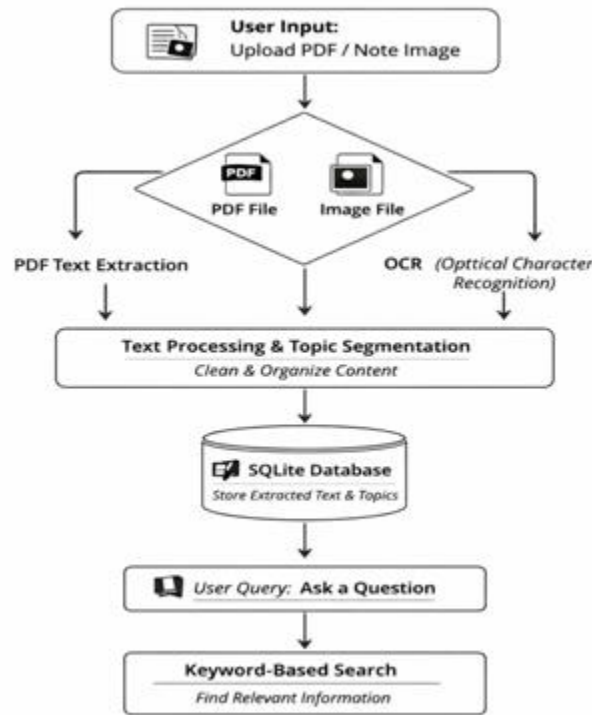 User Input:
Upload PDF / Note Image
PDF
PDF File
Image File
PDF Text Extraction
OCR (Opttical Character
Recognition)
Text Processing & Topic Segmentation
Clean & Organize Content
SQLite Database
Store Extracted Text & Topics
User Query: Ask a Question
Keyword-Based Search
Find Relevant Information